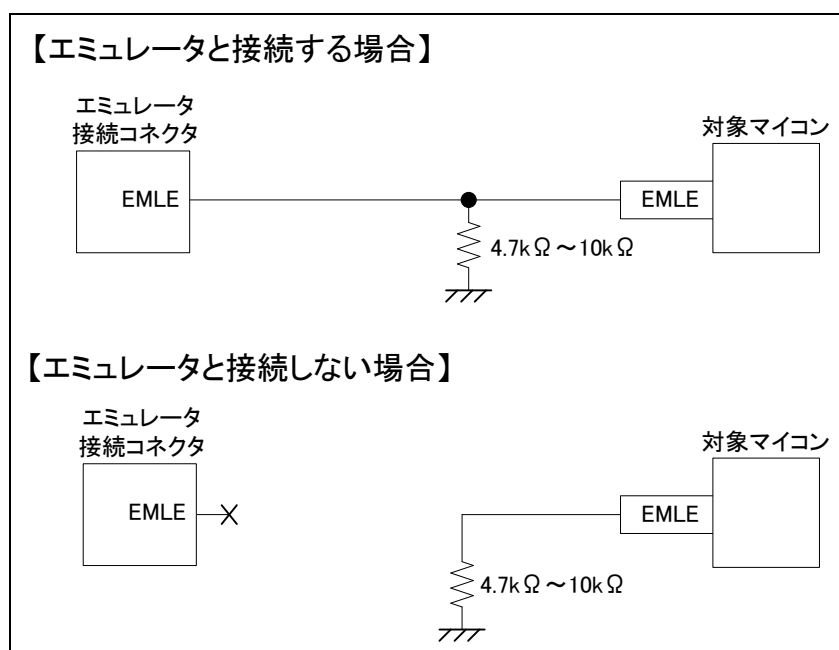 【エミュレータと接続する場合】
エミュレータ
接続コネクタ
対象マイコン
EMLE
EMLE
4.7kΩ～10kΩ
【エミュレータと接続しない場合】
エミュレータ
接続コネクタ
対象マイコン
EMLE
EMLE
4.7kΩ～10kΩ